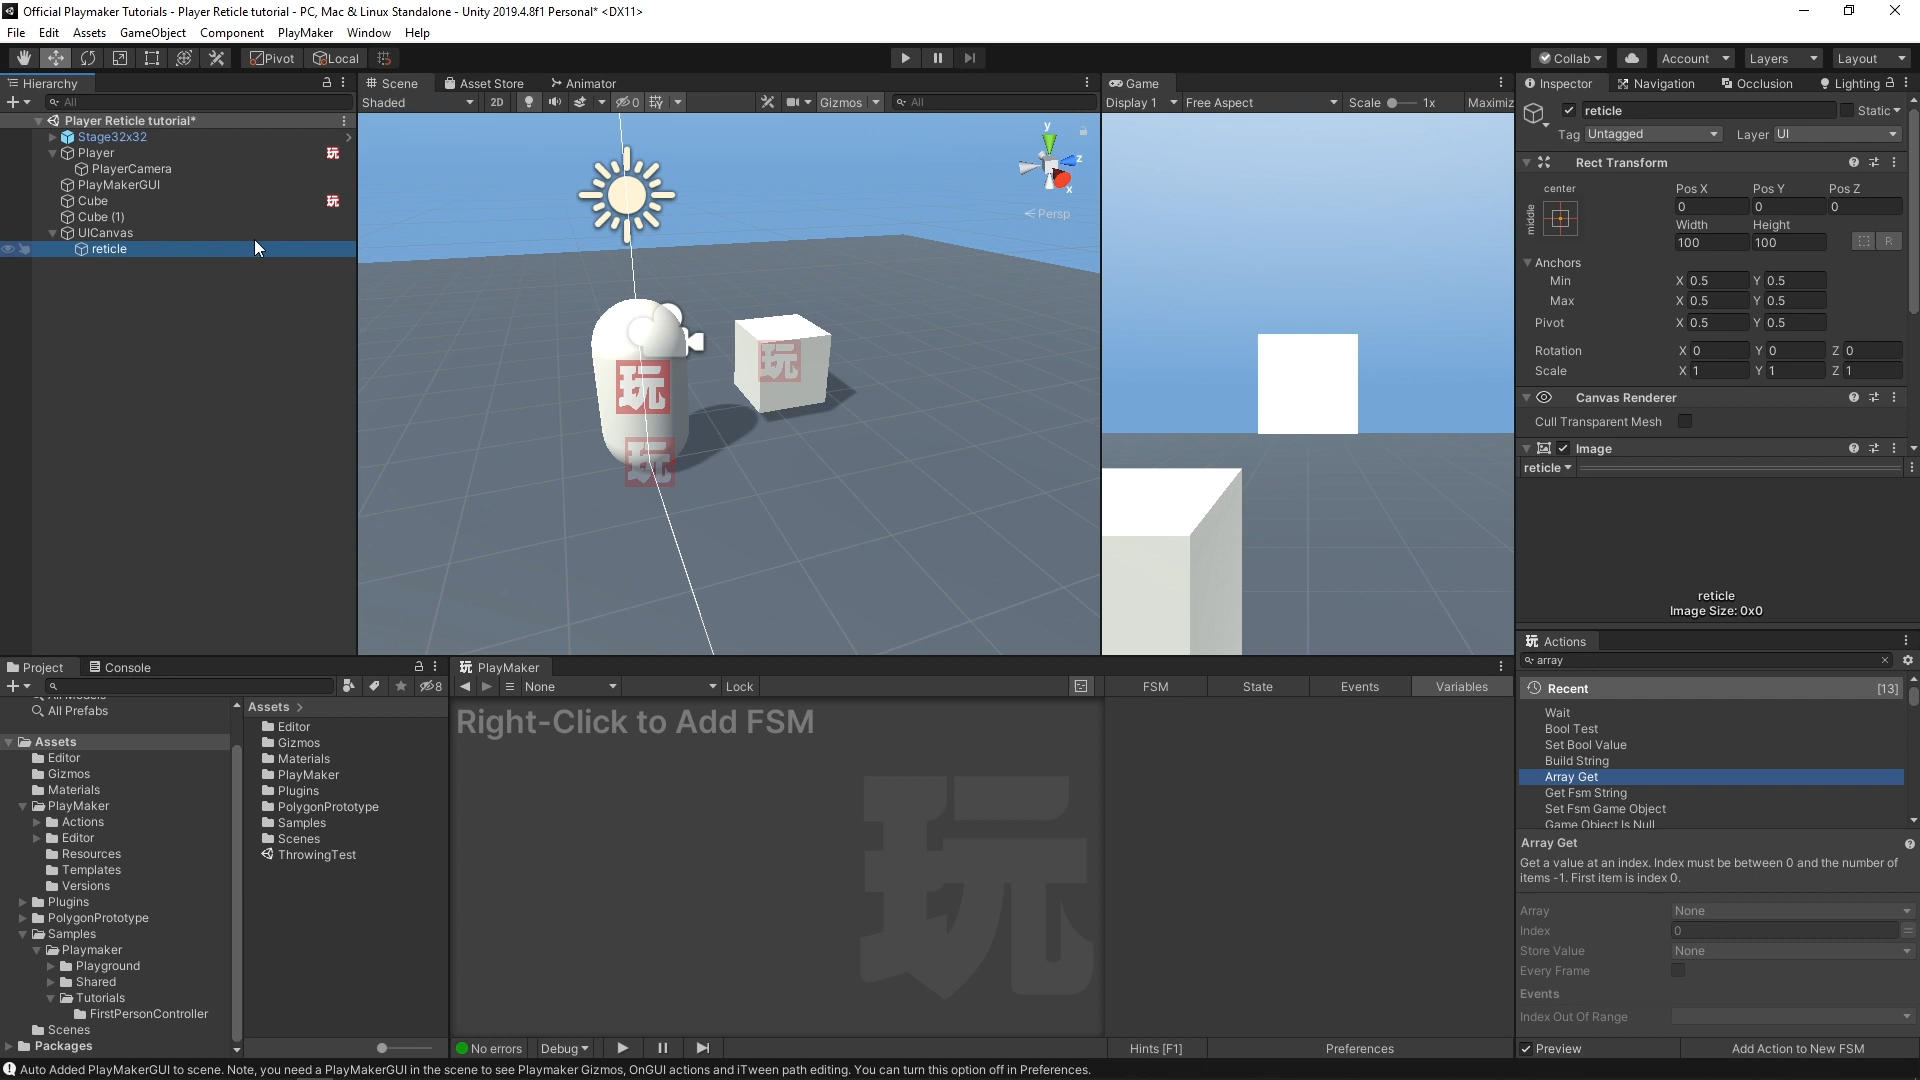 Official Playmaker Tutorials - Player Reticle tutorial - PC, Mac & Linux Standalone - Unity 2019.4.8f1 Personal* <DX11>
File Edit Assets GameObject Component PlayMaker Window Help
Pivot Local Collab Account Layers Layout
Hierarchy Scene Asset Store Animator Game Inspector Navigation Occlusion Lighting
All Shaded 2D 0 Gizmos All Display 1 Free Aspect Scale 1x Maximiz
reticle Static
Tag Untagged Layer UI
Player Reticle tutorial*
Stage32x32
Player 玩
PlayerCamera
PlayMakerGUI
Cube 玩
Cube (1)
UICanvas
reticle
y
z
x
Persp
玩
玩
玩
Rect Transform
center
middle
Pos X Pos Y Pos Z
0 0 0
Width Height
100 100 R
Anchors
Min X 0.5 Y 0.5
Max X 0.5 Y 0.5
Pivot X 0.5 Y 0.5
Rotation X 0 Y 0 Z 0
Scale X 1 Y 1 Z 1
Canvas Renderer
Cull Transparent Mesh
Image
reticle
reticle
Image Size: 0x0
Project Console
8
All Prefabs
Assets
Editor
Gizmos
Materials
PlayMaker
Actions
Editor
Resources
Templates
Versions
Plugins
PolygonPrototype
Samples
Playmaker
Playground
Shared
Tutorials
FirstPersonController
Scenes
Packages
Assets >
Editor
Gizmos
Materials
PlayMaker
Plugins
PolygonPrototype
Samples
Scenes
ThrowingTest
玩 PlayMaker
None Lock FSM State Events Variables
Right-Click to Add FSM
玩
No errors Debug Hints [F1] Preferences
玩 Actions
array
Recent [13]
Wait
Bool Test
Set Bool Value
Build String
Array Get
Get Fsm String
Set Fsm Game Object
Game Object Is Null
Array Get
Get a value at an index. Index must be between 0 and the number of
items -1. First item is index 0.
Array None
Index 0
Store Value None
Every Frame
Events
Index Out Of Range
Preview Add Action to New FSM
Auto Added PlayMakerGUI to scene. Note, you need a PlayMakerGUI in the scene to see Playmaker Gizmos, OnGUI actions and iTween path editing. You can turn this option off in Preferences.